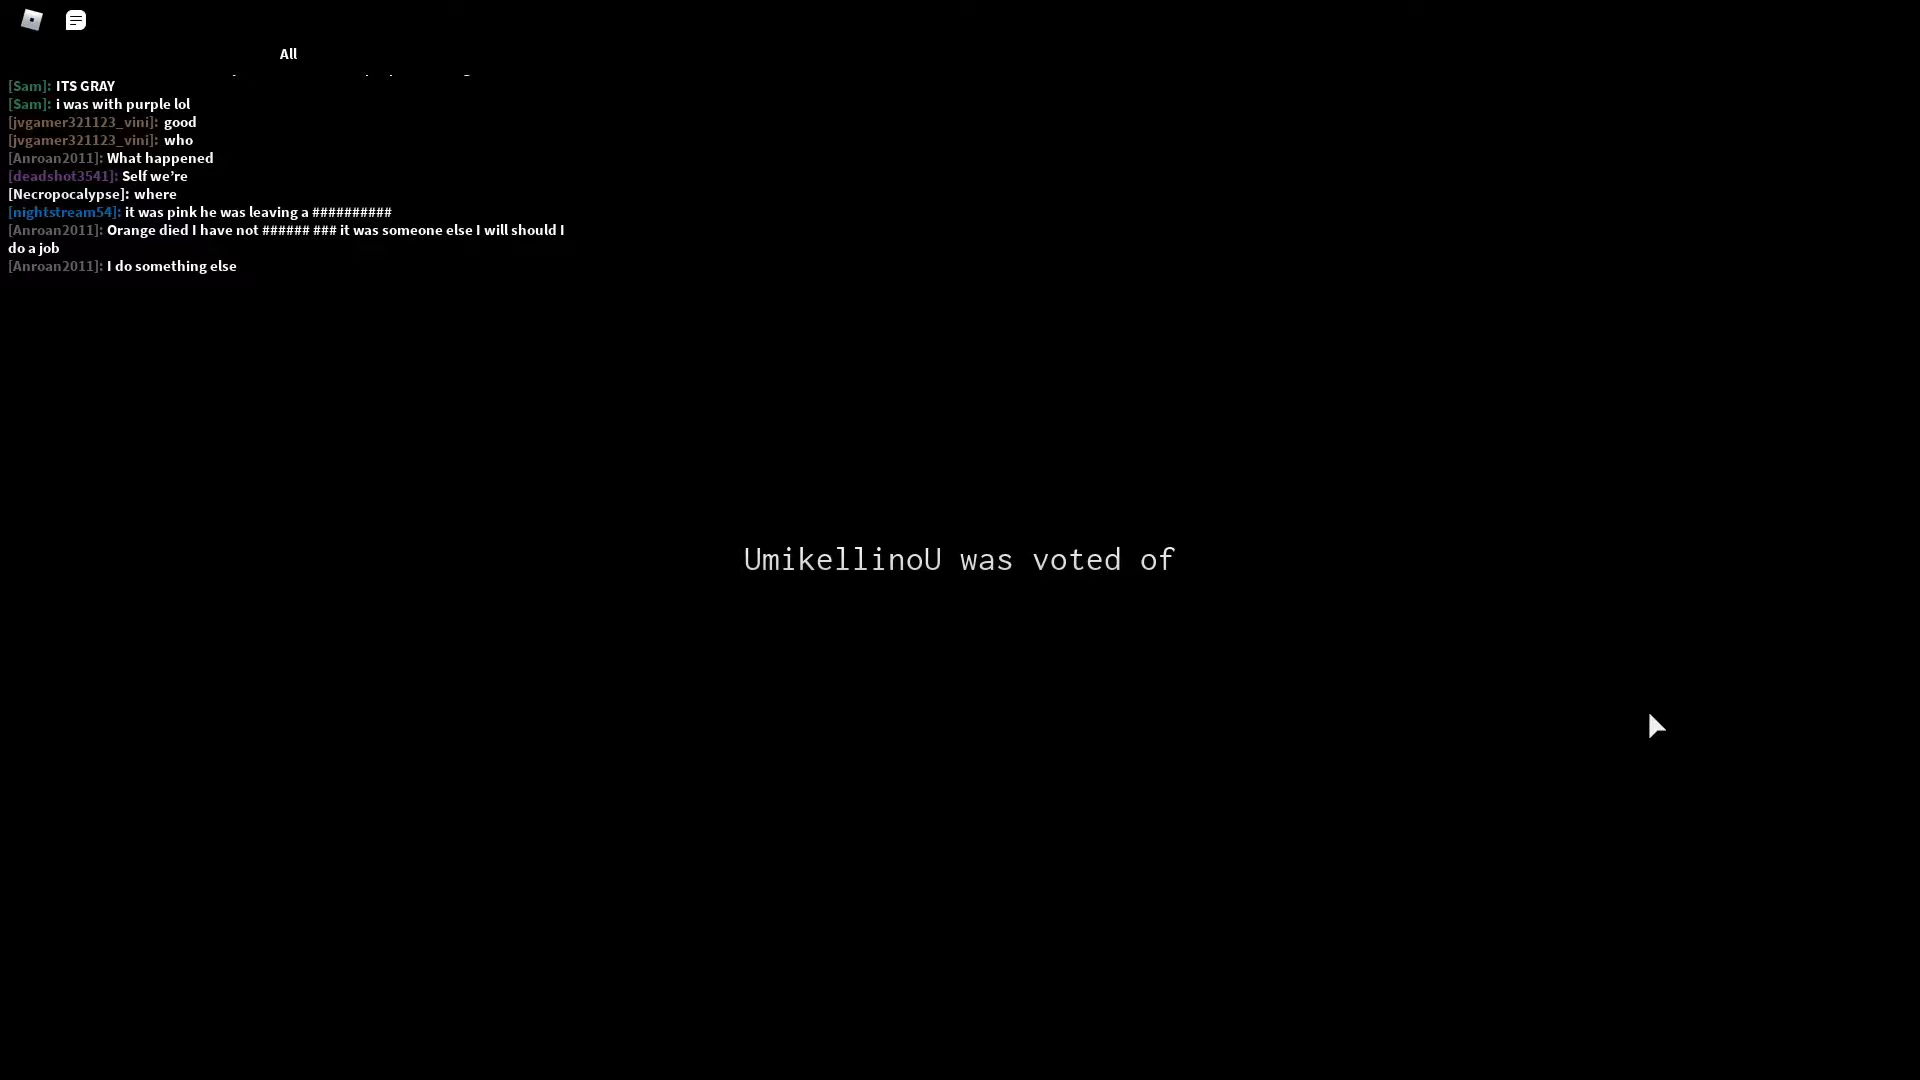 All
[Sam]: ITS GRAY
[Sam]: i was with purple lol
[jvgamer321123_vini]: good
[jvgamer321123_vini]: who
[Anroan2011]: What happened
[deadshot3541]: Self we’re
[Necropocalypse]: where
[nightstream54]: it was pink he was leaving a ##########
[Anroan2011]: Orange died I have not ###### ### it was someone else I will should I
do a job
[Anroan2011]: I do something else
UmikellinoU was voted of